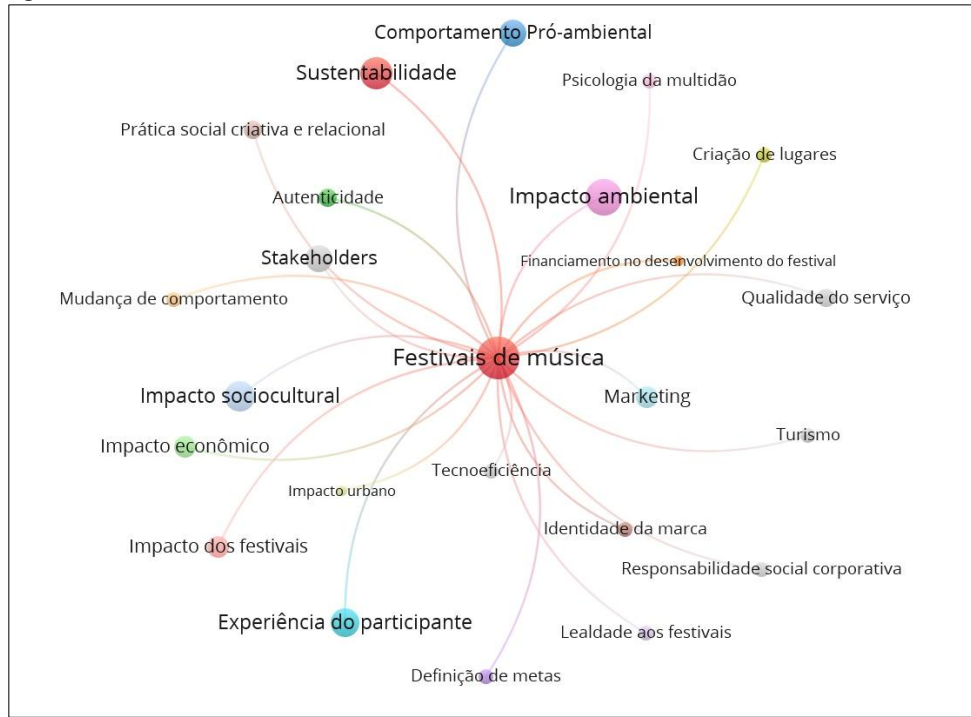 Comportamento Pró-ambiental
Sustentabilidade
Psicologia da multidão
Prática social criativa e relacional
Criação de lugares
Autenticidade
Impacto ambiental
Stakeholders
Financiamento no desenvolvimento do festival
Mudança de comportamento
Qualidade do serviço
Festivais de música
Impacto sociocultural
Marketing
Impacto econômico
Turismo
Tecnoeficiência
Impacto urbano
Identidade da marca
Impacto dos festivais
Responsabilidade social corporativa
Experiência do participante
Lealdade aos festivais
Definição de metas